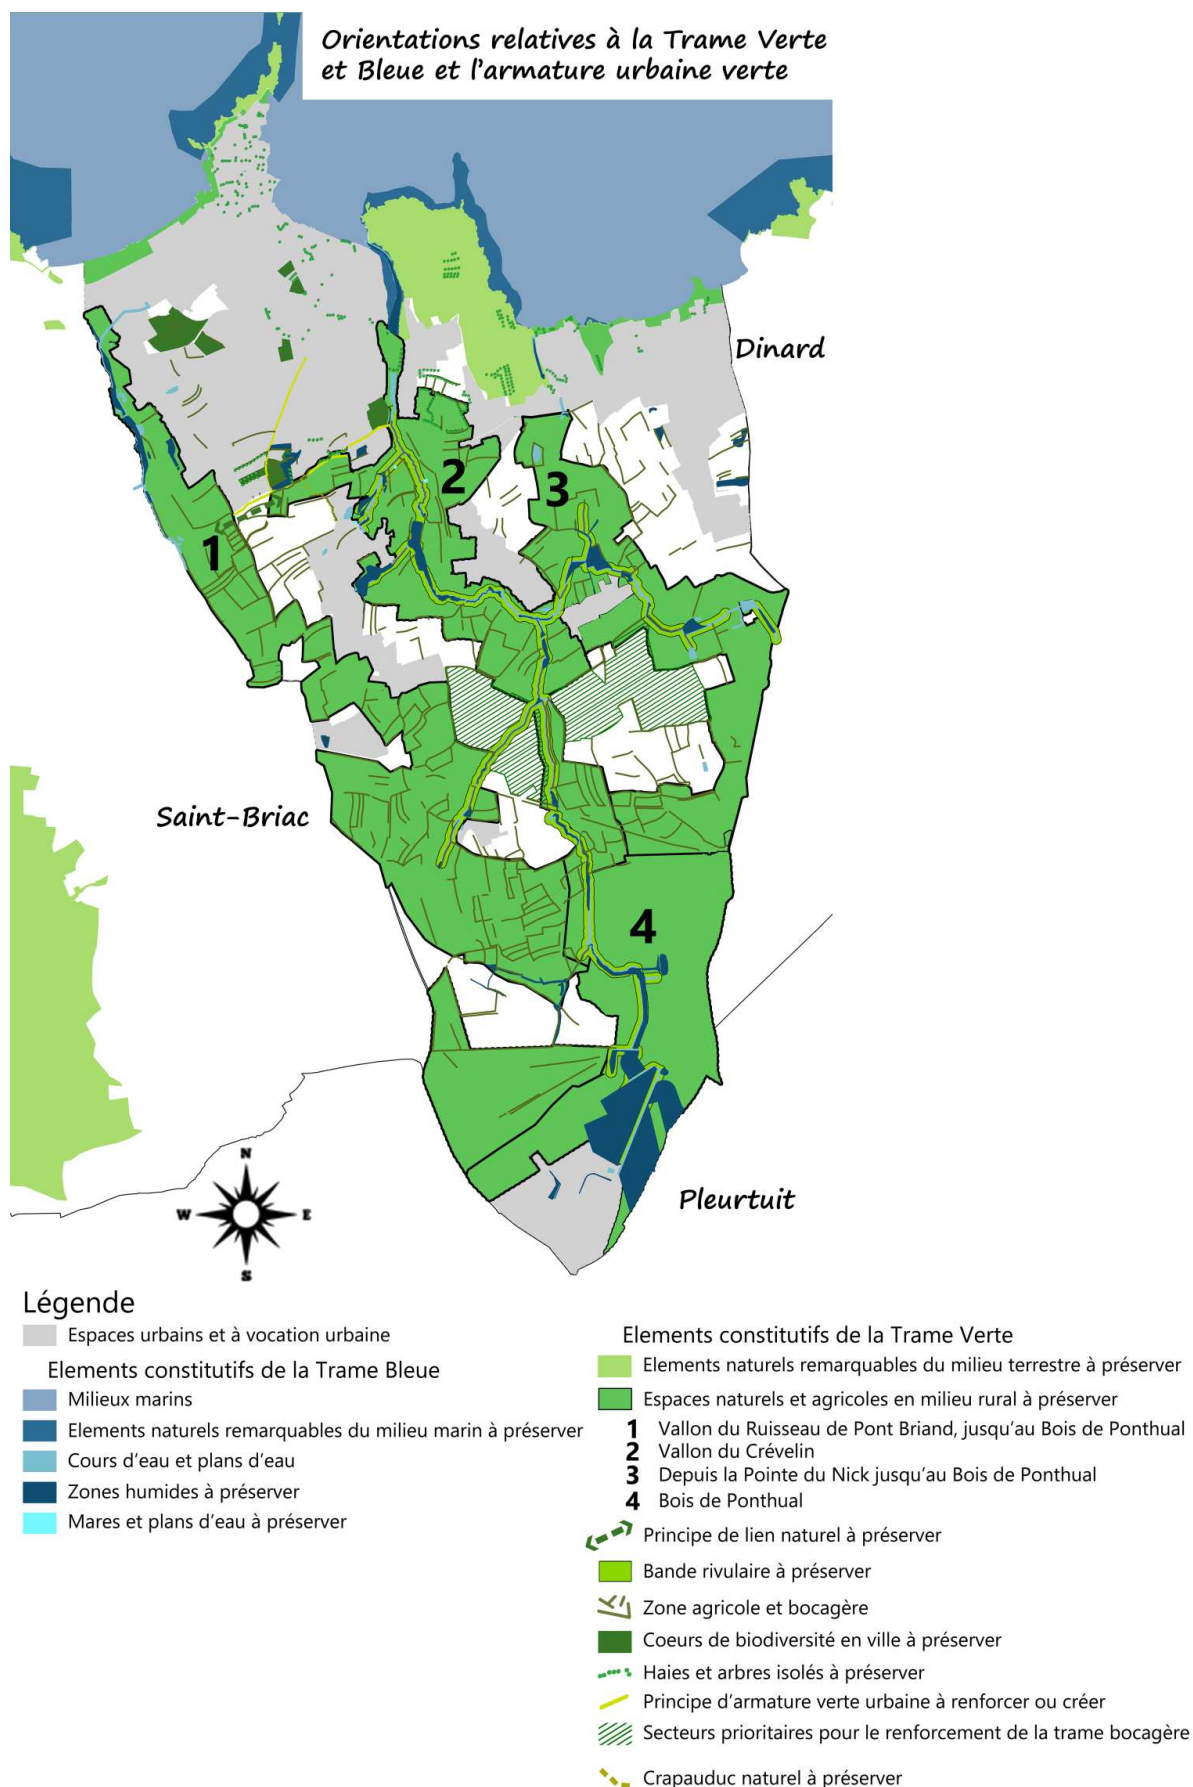 Orientations relatives à la Trame Verte
et Bleue et l'armature urbaine verte
Dinard
1
2
3
Saint-Briac
4
N
W
E
S
Pleurtuit
Légende
Espaces urbains et à vocation urbaine
Elements constitutifs de la Trame Bleue
Milieux marins
Elements naturels remarquables du milieu marin à préserver
Cours d'eau et plans d'eau
Zones humides à préserver
Mares et plans d'eau à préserver
Elements constitutifs de la Trame Verte
Elements naturels remarquables du milieu terrestre à préserver
Espaces naturels et agricoles en milieu rural à préserver
1 Vallon du Ruisseau de Pont Briand, jusqu'au Bois de Ponthual
2 Vallon du Crévelin
3 Depuis la Pointe du Nick jusqu'au Bois de Ponthual
4 Bois de Ponthual
Principe de lien naturel à préserver
Bande rivulaire à préserver
Zone agricole et bocagère
Coeurs de biodiversité en ville à préserver
Haies et arbres isolés à préserver
Principe d'armature verte urbaine à renforcer ou créer
Secteurs prioritaires pour le renforcement de la trame bocagère
Crapauduc naturel à préserver